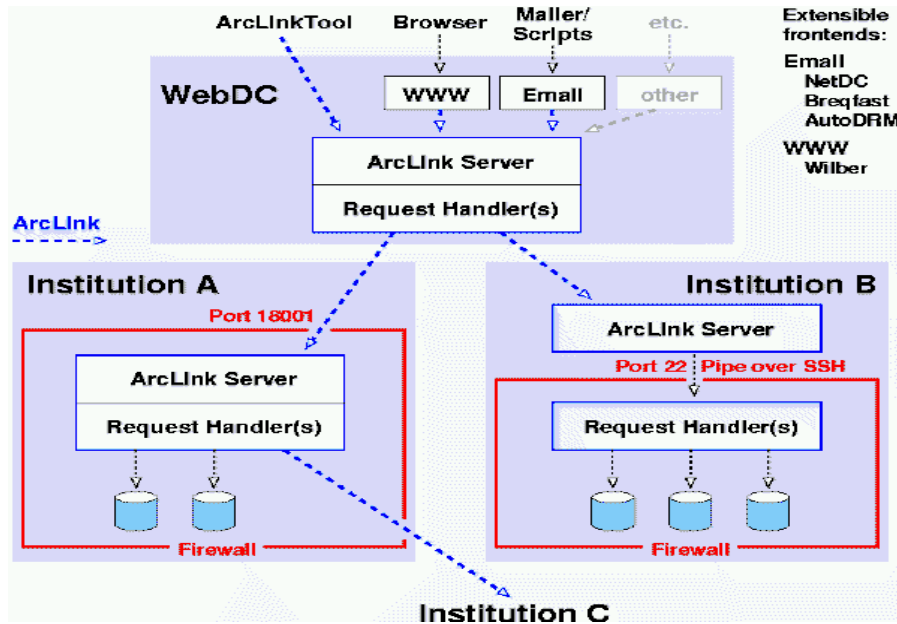 ArcLinkTool
Browser
Mailer/
Scripts
etc.
Extensible
frontends:
Email
NetDC
Breqfast
AutoDRM
WWW
Wilber
WebDC
WWW
Email
other
ArcLink Server
Request Handler(s)
ArcLink
Institution A
Port 18001
ArcLink Server
Request Handler(s)
Firewall
Institution B
ArcLink Server
Port 22 Pipe over SSH
Request Handler(s)
Firewall
Institution C